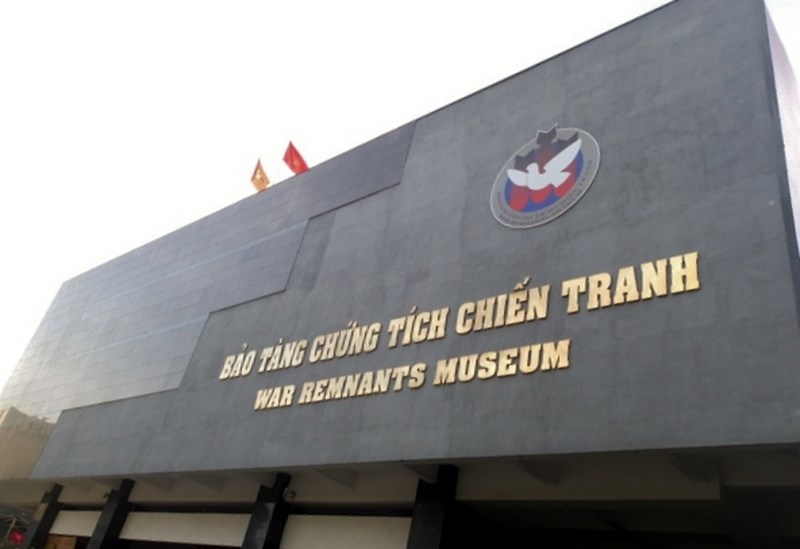 BẢO TÀNG CHỨNG TÍCH CHIẾN TRANH
WAR REMNANTS MUSEUM